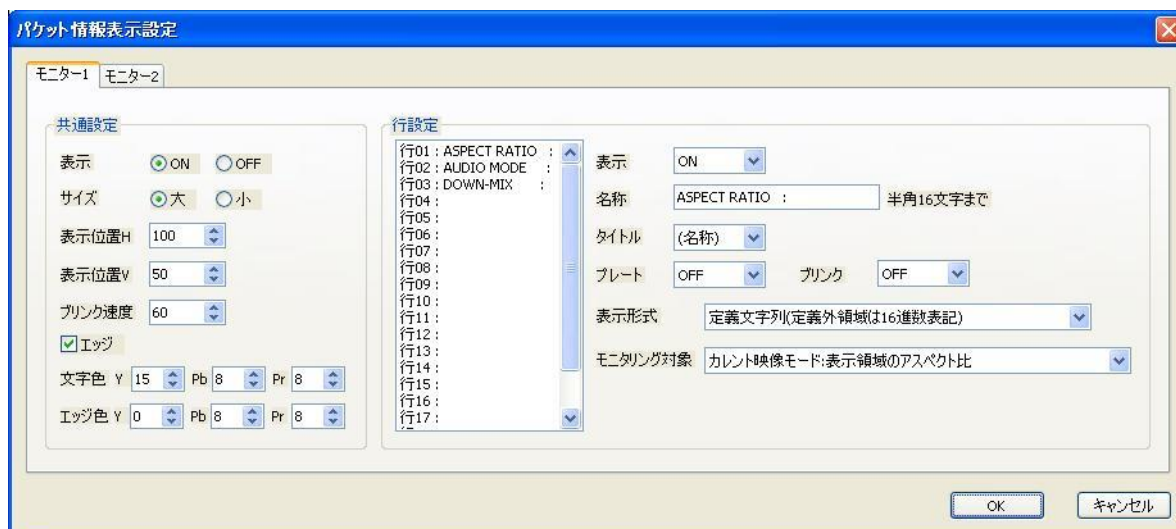 パケット情報表示設定
モニター1 モニター2
共通設定
表示 ON OFF
サイズ 大 小
表示位置H 100
表示位置V 50
ブリンク速度 60
エッジ
文字色 Y 15 Pb 8 Pr 8
エッジ色 Y 0 Pb 8 Pr 8
行設定
行01 : ASPECT RATIO :
行02 : AUDIO MODE :
行03 : DOWN-MIX :
行04 :
行05 :
行06 :
行07 :
行08 :
行09 :
行10 :
行11 :
行12 :
行13 :
行14 :
行15 :
行16 :
行17 :
表示 ON
名称 ASPECT RATIO : 半角16文字まで
タイトル (名称)
プレート OFF ブリンク OFF
表示形式 定義文字列(定義外領域は16進数表記)
モニタリング対象 カレント映像モード:表示領域のアスペクト比
OK キャンセル